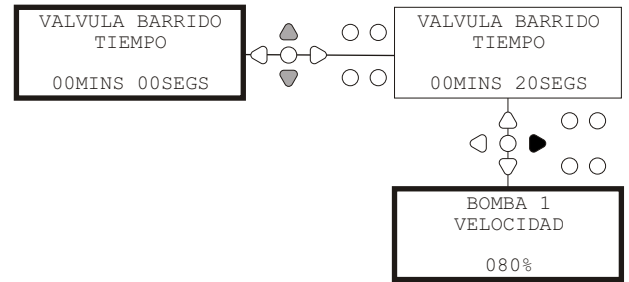 VALVULA BARRIDO
TIEMPO
00MINS 00SEGS
VALVULA BARRIDO
TIEMPO
00MINS 20SEGS
BOMBA 1
VELOCIDAD
080%